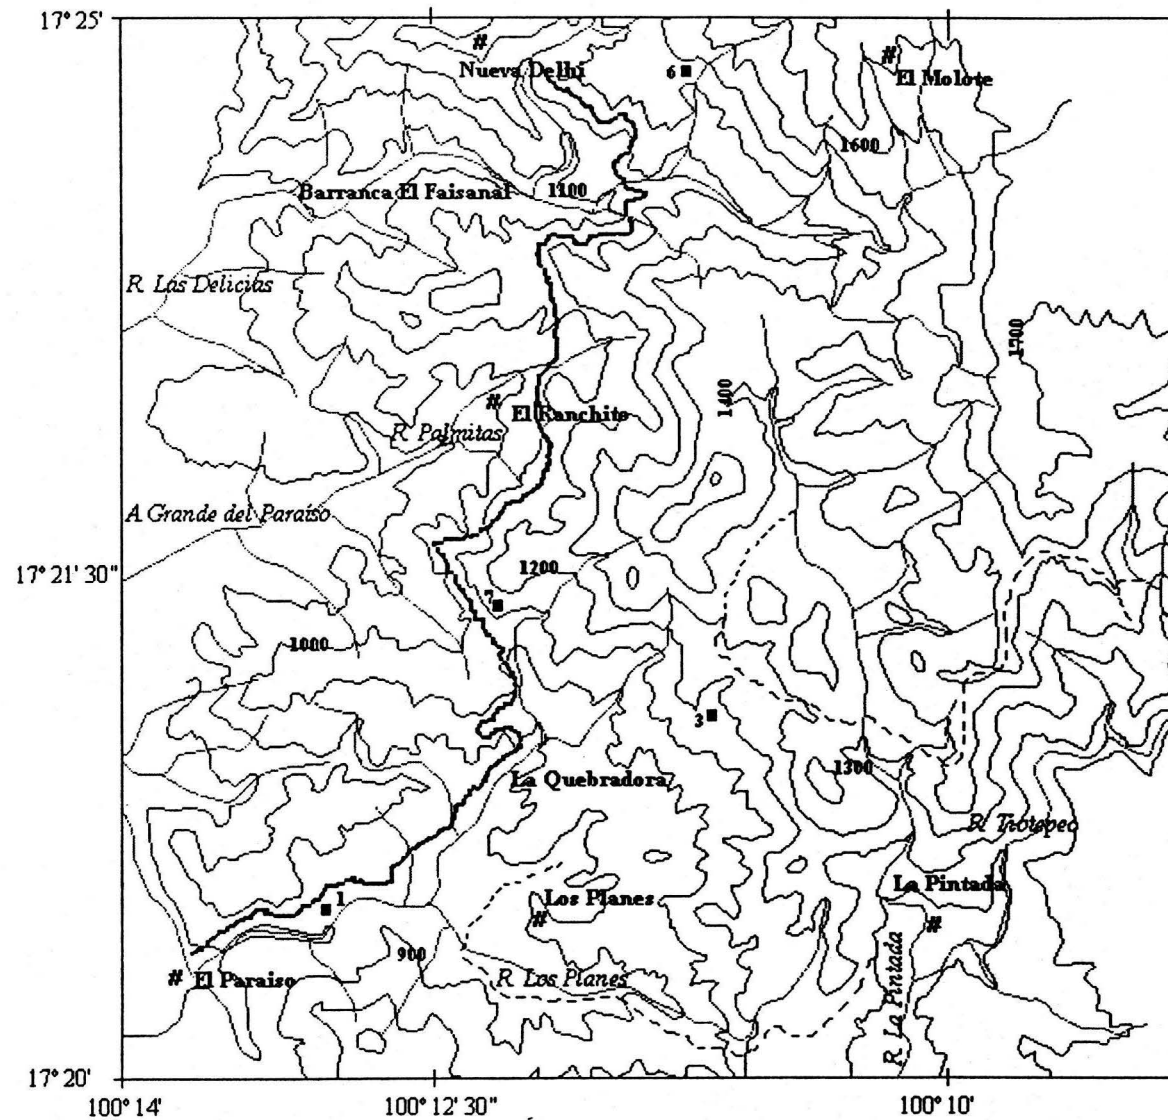 17° 25'
#
Nueva Delhi
6
#
El Molote
1600
Barranca El Faisanal
1100
R. Las Delicias
1700
1400
#
El Ranchito
R. Palmitas
A Grande del Paraíso
17° 21' 30"
1200
7
1000
3
1300
La Quebradora
R. Tiotepec
La Pintada
#
1
Los Planes
#
900
R. Los Planes
# El Paraiso
R. La Pintada
17° 20'
100° 14'
100° 12' 30"
100° 10'